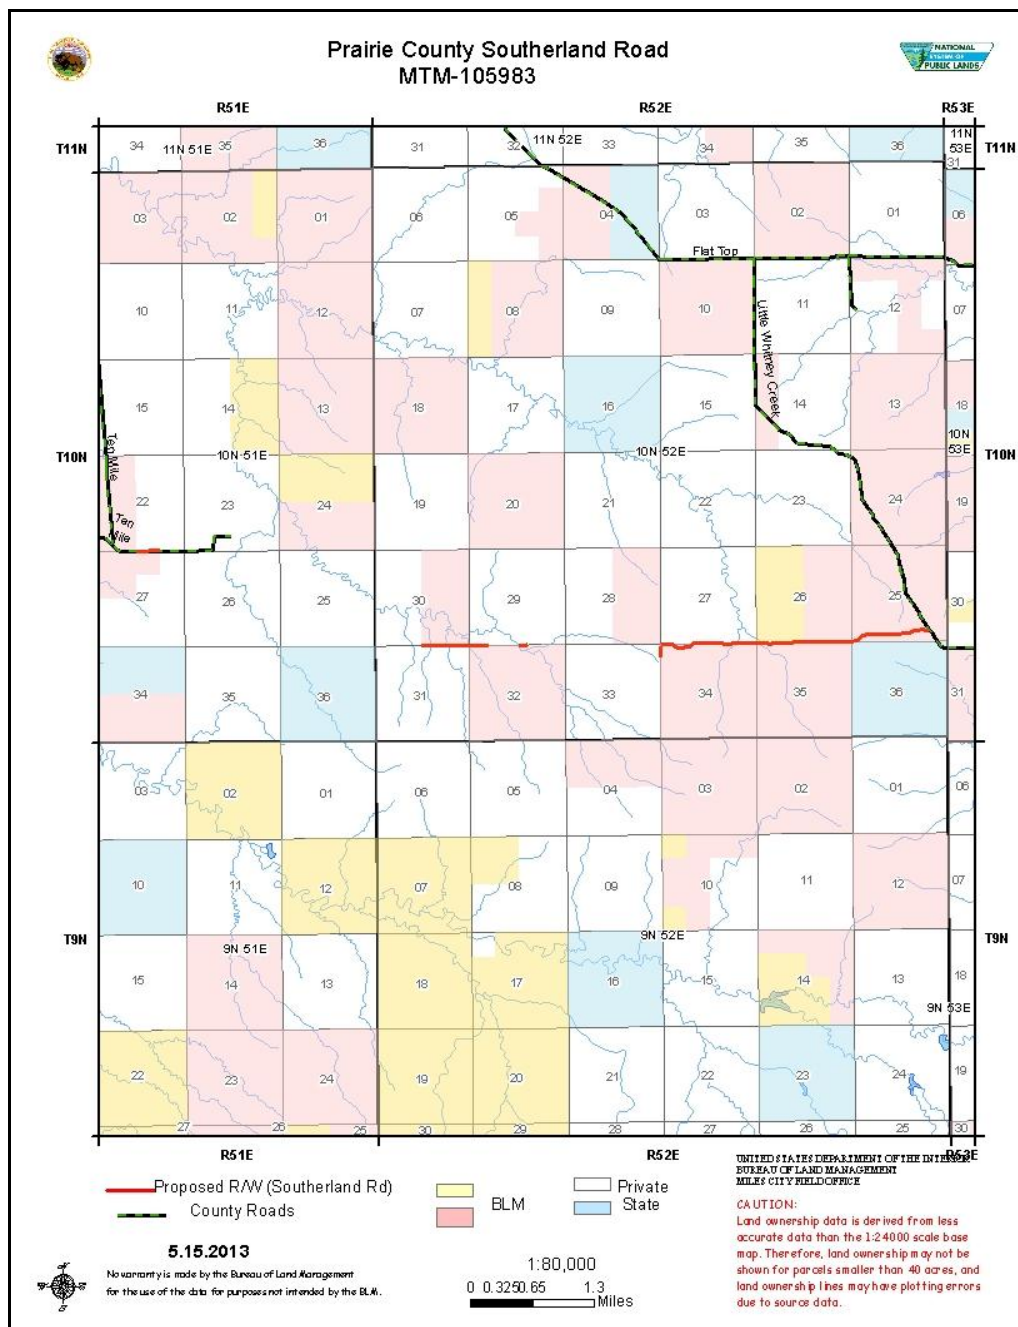 Prairie County Southerland Road
MTM-105983
NATIONAL
SYSTEM OF
PUBLIC LANDS
R51E R52E R53E
T11N 34 11N 51E 35 36 31 32 11N 52E 33 34 35 36 11N 53E 31 T11N
03 02 01 06 05 04 03 02 01 06
Flat Top
10 11 12 07 08 09 10 11 12 07
Little Whitney Creek
15 14 13 18 17 16 15 14 13 18
Ten Mile
T10N 10N 51E 10N 52E 10N 53E T10N
22 23 24 19 20 21 22 23 24 19
Ten Mile
27 26 25 30 29 28 27 26 25 30
34 35 36 31 32 33 34 35 36 31
03 02 01 06 05 04 03 02 01 06
10 11 12 07 08 09 10 11 12 07
T9N 9N 51E 9N 52E T9N
15 14 13 18 17 16 15 14 13 18
9N 53E
22 23 24 19 20 21 22 23 24 19
27 26 25 30 29 28 27 26 25 30
R51E R52E R53E
Proposed R/W (Southerland Rd)
County Roads
BLM
Private
State
UNITED STATES DEPARTMENT OF THE INTERIOR
BUREAU OF LAND MANAGEMENT
MILES CITY FIELD OFFICE
CAUTION:
Land ownership data is derived from less
accurate data than the 1:24000 scale base
map. Therefore, land ownership may not be
shown for parcels smaller than 40 acres, and
land ownership lines may have plotting errors
due to source data.
5.15.2013
No warranty is made by the Bureau of Land Management
for the use of the data for purposes not intended by the BLM.
1:80,000
0 0.325 0.65 1.3
Miles